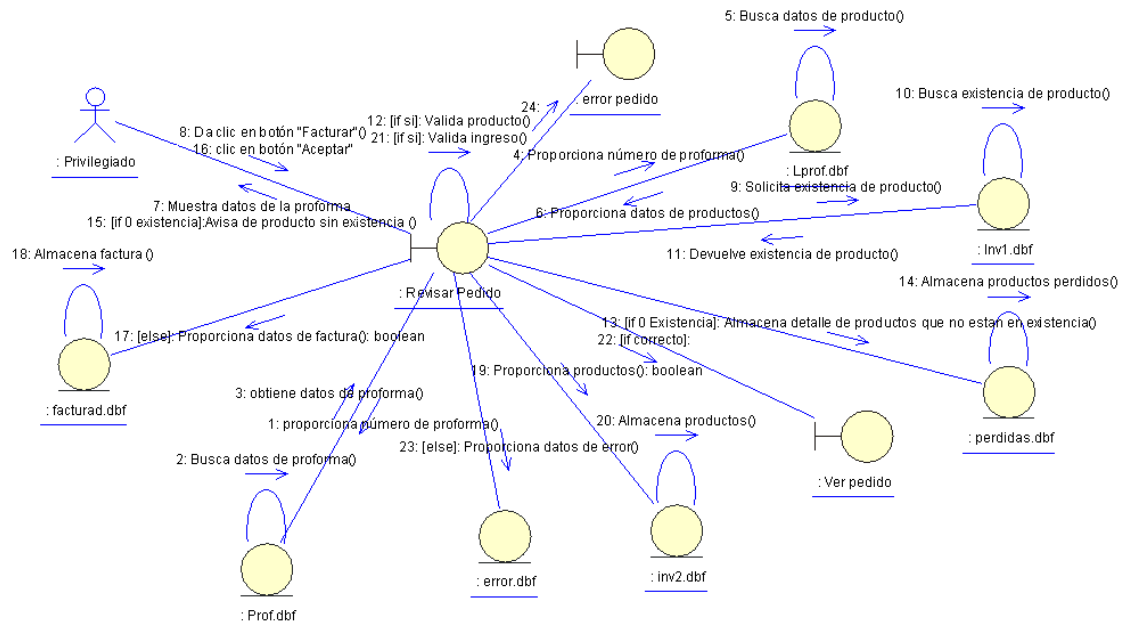 5: Busca datos de producto()
: error pedido
24:
10: Busca existencia de producto()
12: [if si]: Valida producto()
21: [if si]: Valida ingreso()
8: Da clic en botón "Facturar"()
16: clic en botón "Aceptar"
: Privilegiado
4: Proporciona número de proforma()
: Lprof.dbf
9: Solicita existencia de producto()
7: Muestra datos de la proforma
15: [if 0 existencia]:Avisa de producto sin existencia ()
6: Proporciona datos de productos()
: Inv1.dbf
11: Devuelve existencia de producto()
18: Almacena factura ()
: Revisar Pedido
14: Almacena productos perdidos()
17: [else]: Proporciona datos de factura(): boolean
13: [if 0 Existencia]: Almacena detalle de productos que no estan en existencia()
22: [if correcto]:
19: Proporciona productos(): boolean
: facturad.dbf
3: obtiene datos de proforma()
1: proporciona número de proforma()
20: Almacena productos()
: perdidas.dbf
23: [else]: Proporciona datos de error()
2: Busca datos de proforma()
: Ver pedido
: error.dbf
: inv2.dbf
: Prof.dbf